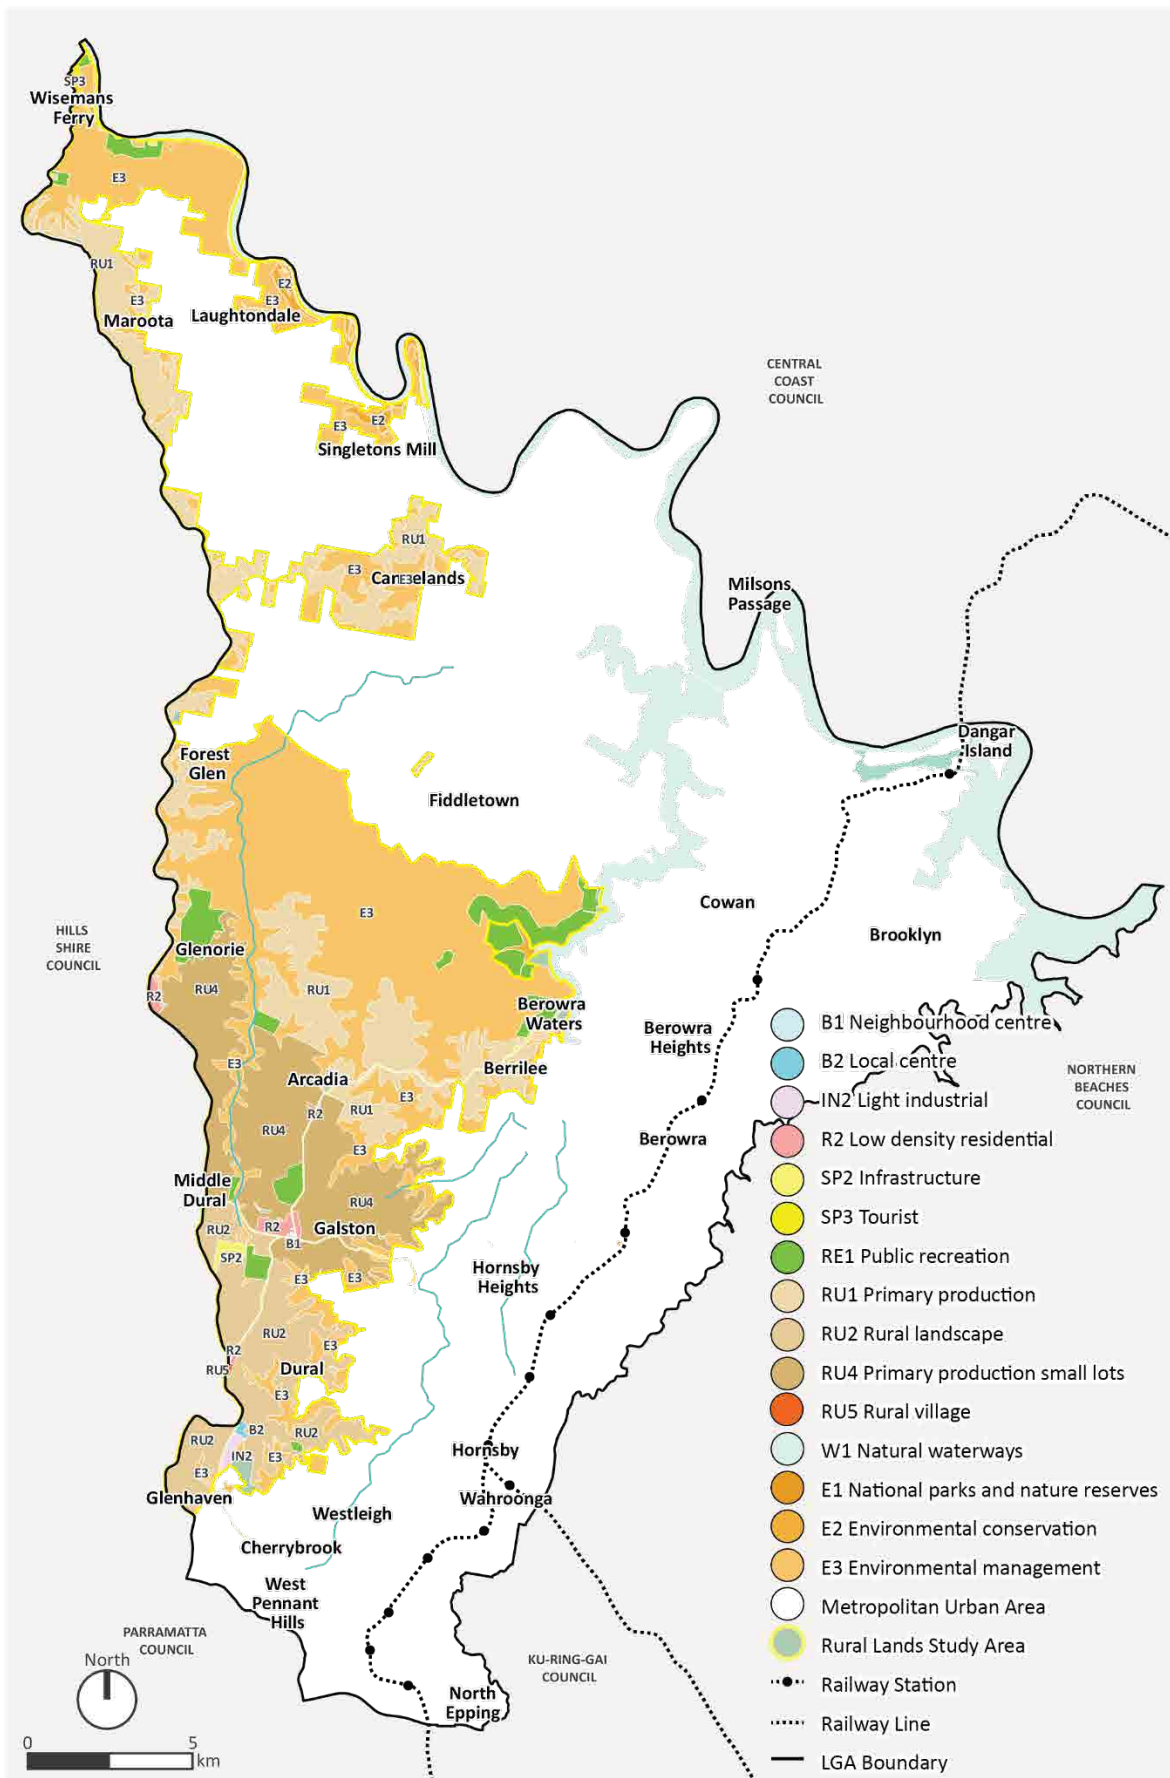 SP3
Wisemans
Ferry
E3
RU1
E2
E3
E3
Maroota
Laughtondale
CENTRAL
COAST
COUNCIL
E2
E3
Singletons Mill
RU1
E3
E3
Milsons
Passage
Dangar
Island
Forest
Glen
Fiddletown
Cowan
E3
Brooklyn
HILLS
SHIRE
COUNCIL
Glenorie
R2
RU4
RU1
Berowra
Waters
Berowra
Heights
E3
Berrilee
Arcadia
NORTHERN
BEACHES
COUNCIL
E3
R2
RU1
RU4
E3
Berowra
Middle
Dural
RU4
RU2
R2
Galston
B1
SP2
E3
E3
Hornsby
Heights
RU2
E3
R2
RU5
Dural
E3
B2
RU2
RU2
IN2
E3
E3
Hornsby
Glenhaven
Wahroonga
Westleigh
Cherrybrook
West
Pennant
Hills
PARRAMATTA
COUNCIL
KU-RING-GAI
COUNCIL
North
Epping
B1 Neighbourhood centre
B2 Local centre
IN2 Light industrial
R2 Low density residential
SP2 Infrastructure
SP3 Tourist
RE1 Public recreation
RU1 Primary production
RU2 Rural landscape
RU4 Primary production small lots
RU5 Rural village
W1 Natural waterways
E1 National parks and nature reserves
E2 Environmental conservation
E3 Environmental management
Metropolitan Urban Area
Rural Lands Study Area
Railway Station
Railway Line
LGA Boundary
North
0 5
km